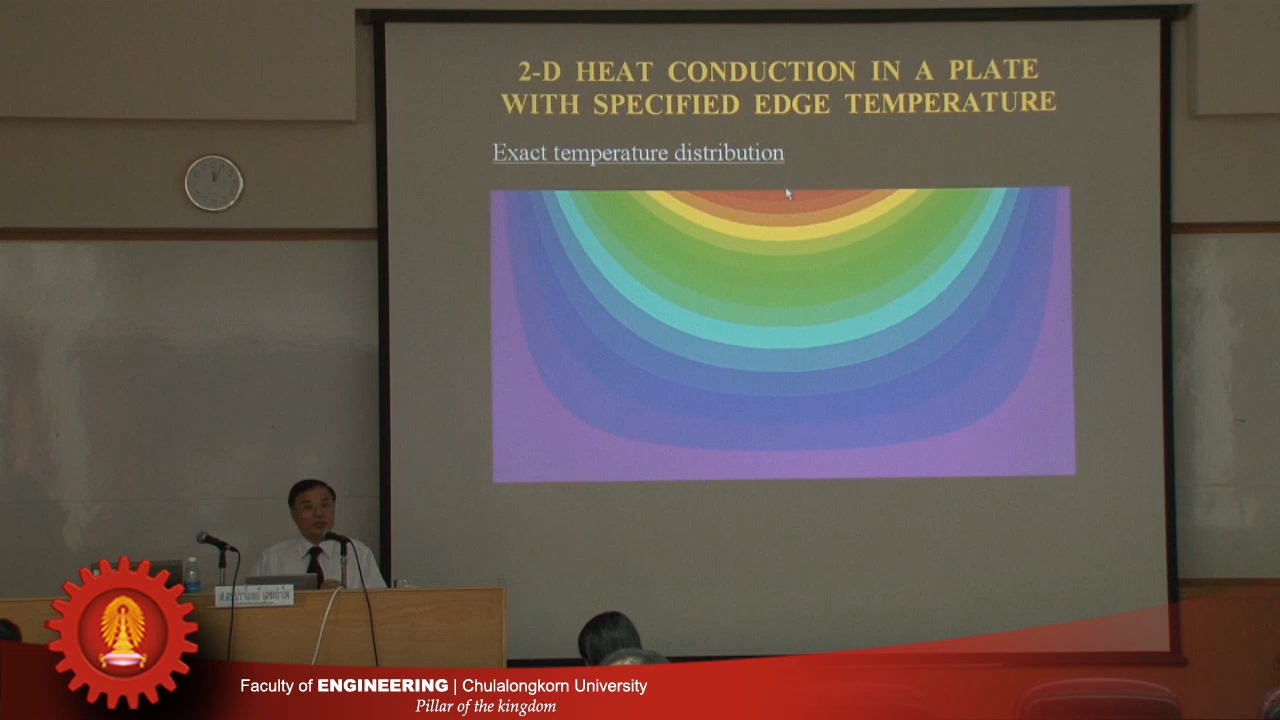 2-D HEAT CONDUCTION IN A PLATE
WITH SPECIFIED EDGE TEMPERATURE
Exact temperature distribution
Faculty of ENGINEERING | Chulalongkorn University
Pillar of the kingdom